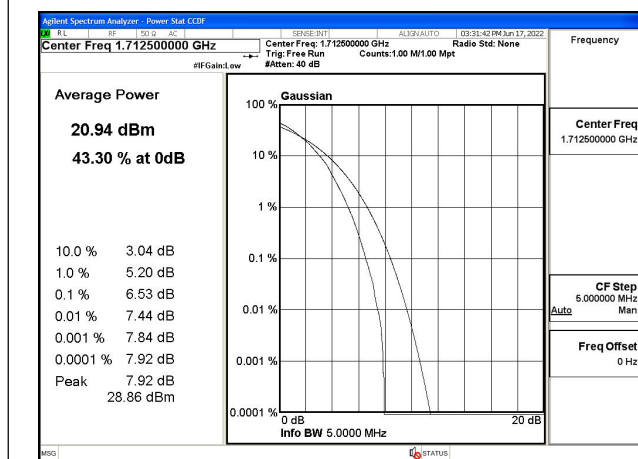 Agilent Spectrum Analyzer - Power Stat CCDF
RL RF 50 Ω AC SENSE:INT ALIGNAUTO 03:31:42 PM Jun 17, 2022
Center Freq 1.712500000 GHz
Center Freq: 1.712500000 GHz Radio Std: None
Trig: Free Run Counts:1.00 M/1.00 Mpt
#IFGain:Low #Atten: 40 dB
Frequency
Average Power
20.94 dBm
43.30 % at 0dB
10.0 % 3.04 dB
1.0 % 5.20 dB
0.1 % 6.53 dB
0.01 % 7.44 dB
0.001 % 7.84 dB
0.0001 % 7.92 dB
Peak 7.92 dB
28.86 dBm
Gaussian
100 %
10 %
1 %
0.1 %
0.01 %
0.001 %
0.0001 %
0 dB 20 dB
Info BW 5.0000 MHz
Center Freq
1.712500000 GHz
CF Step
5.000000 MHz
Auto Man
Freq Offset
0 Hz
MSG STATUS